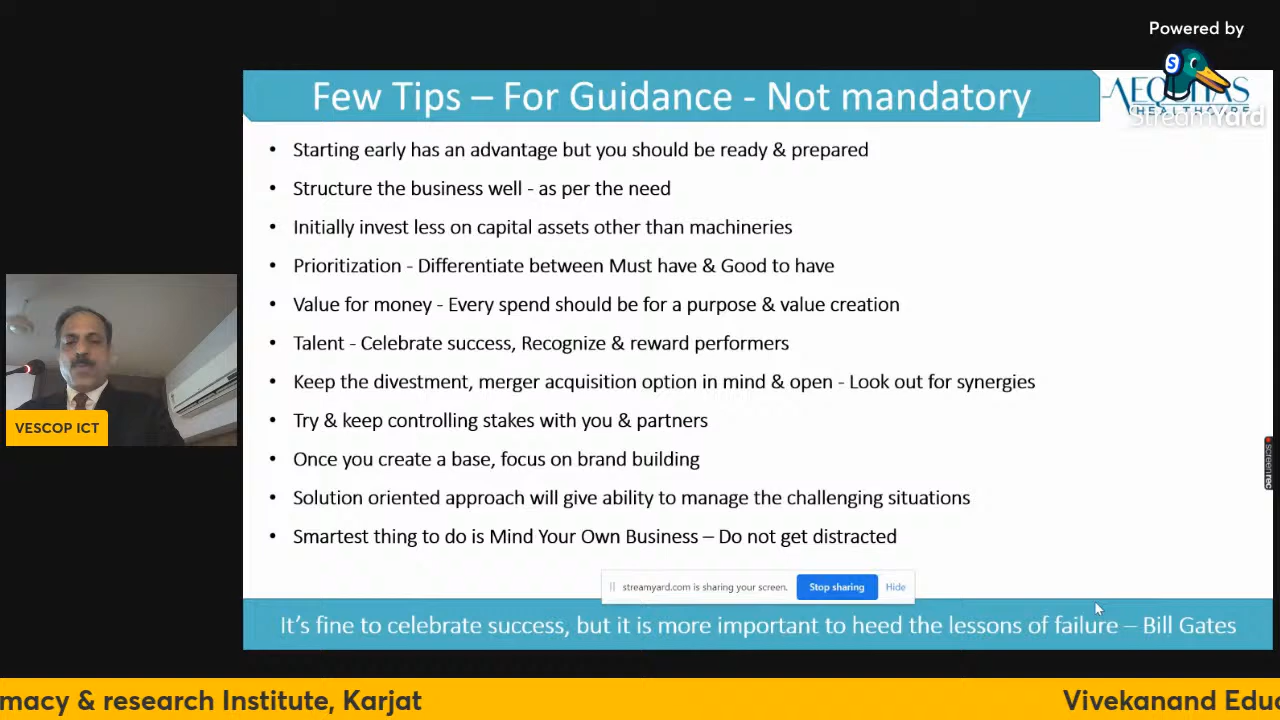 Powered by
StreamYard
AEQUITAS
HEALTHCARE
Few Tips – For Guidance - Not mandatory
• Starting early has an advantage but you should be ready & prepared
• Structure the business well - as per the need
• Initially invest less on capital assets other than machineries
• Prioritization - Differentiate between Must have & Good to have
• Value for money - Every spend should be for a purpose & value creation
• Talent - Celebrate success, Recognize & reward performers
• Keep the divestment, merger acquisition option in mind & open - Look out for synergies
• Try & keep controlling stakes with you & partners
• Once you create a base, focus on brand building
• Solution oriented approach will give ability to manage the challenging situations
• Smartest thing to do is Mind Your Own Business – Do not get distracted
VESCOP ICT
screenrec
streamyard.com is sharing your screen.
Stop sharing
Hide
It's fine to celebrate success, but it is more important to heed the lessons of failure – Bill Gates
macy & research Institute, Karjat
Vivekanand Educ